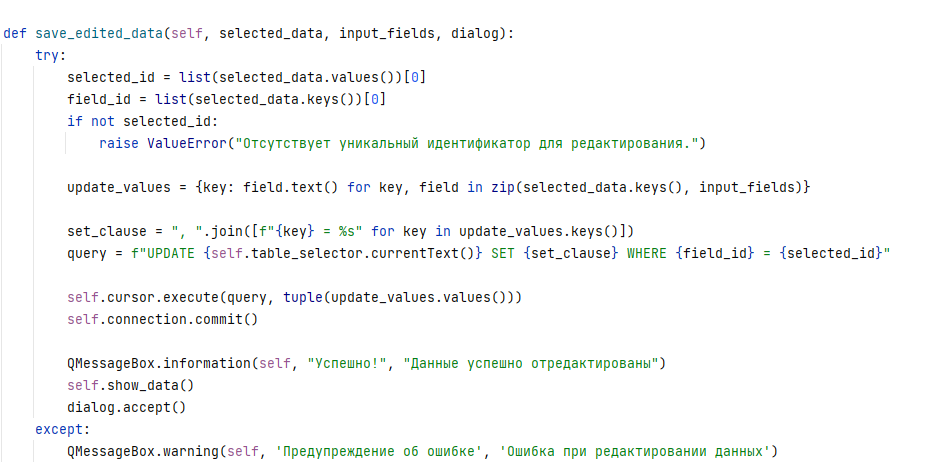 def save_edited_data(self, selected_data, input_fields, dialog):
    try:
        selected_id = list(selected_data.values())[0]
        field_id = list(selected_data.keys())[0]
        if not selected_id:
            raise ValueError("Отсутствует уникальный идентификатор для редактирования.")

        update_values = {key: field.text() for key, field in zip(selected_data.keys(), input_fields)}

        set_clause = ", ".join([f"{key} = %s" for key in update_values.keys()])
        query = f"UPDATE {self.table_selector.currentText()} SET {set_clause} WHERE {field_id} = {selected_id}"

        self.cursor.execute(query, tuple(update_values.values()))
        self.connection.commit()

        QMessageBox.information(self, "Успешно!", "Данные успешно отредактированы")
        self.show_data()
        dialog.accept()
    except:
        QMessageBox.warning(self, 'Предупреждение об ошибке', 'Ошибка при редактировании данных')